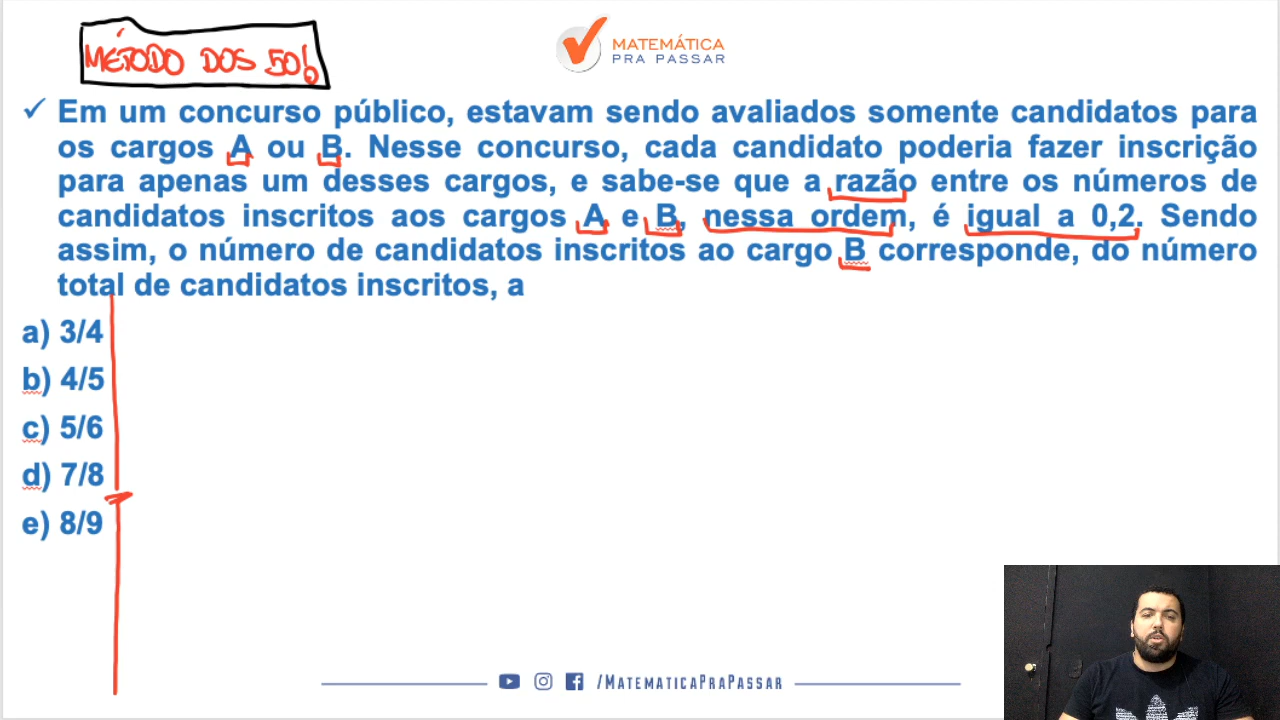 MÉTODO DOS 50!
MATEMÁTICA
PRA PASSAR
✓ Em um concurso público, estavam sendo avaliados somente candidatos para
os cargos A ou B. Nesse concurso, cada candidato poderia fazer inscrição
para apenas um desses cargos, e sabe-se que a razão entre os números de
candidatos inscritos aos cargos A e B, nessa ordem, é igual a 0,2. Sendo
assim, o número de candidatos inscritos ao cargo B corresponde, do número
total de candidatos inscritos, a
a) 3/4
b) 4/5
c) 5/6
d) 7/8
e) 8/9
/MATEMATICAPRAPASSAR